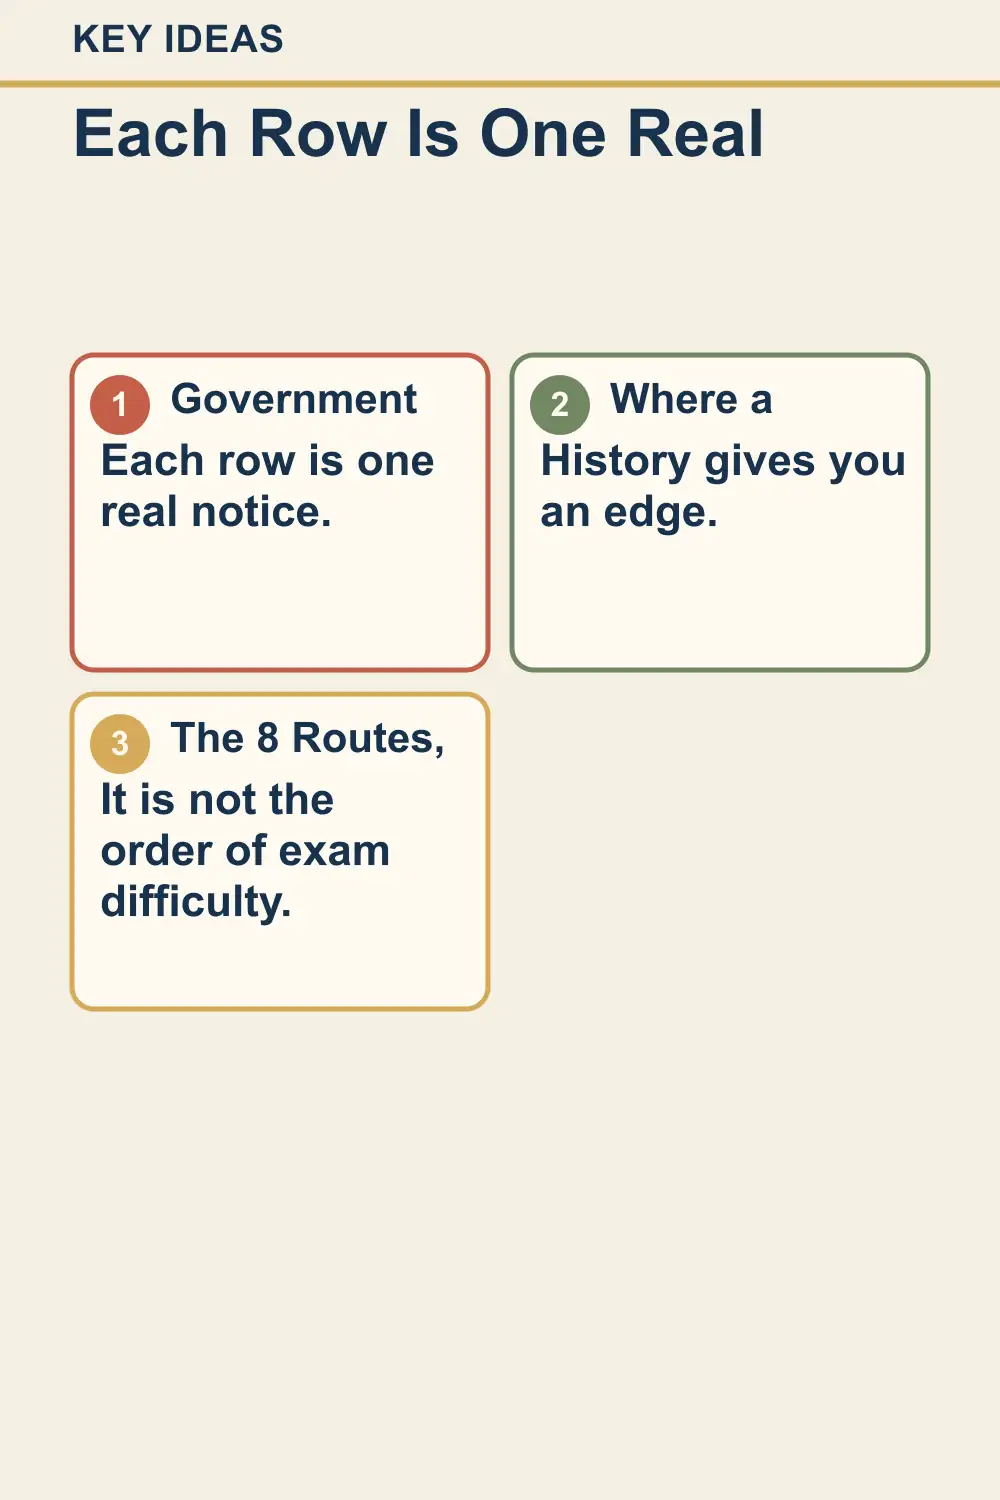 KEY IDEAS
Each Row Is One Real
1 Government
Each row is one
real notice.
2 Where a
History gives you
an edge.
3 The 8 Routes,
It is not the
order of exam
difficulty.